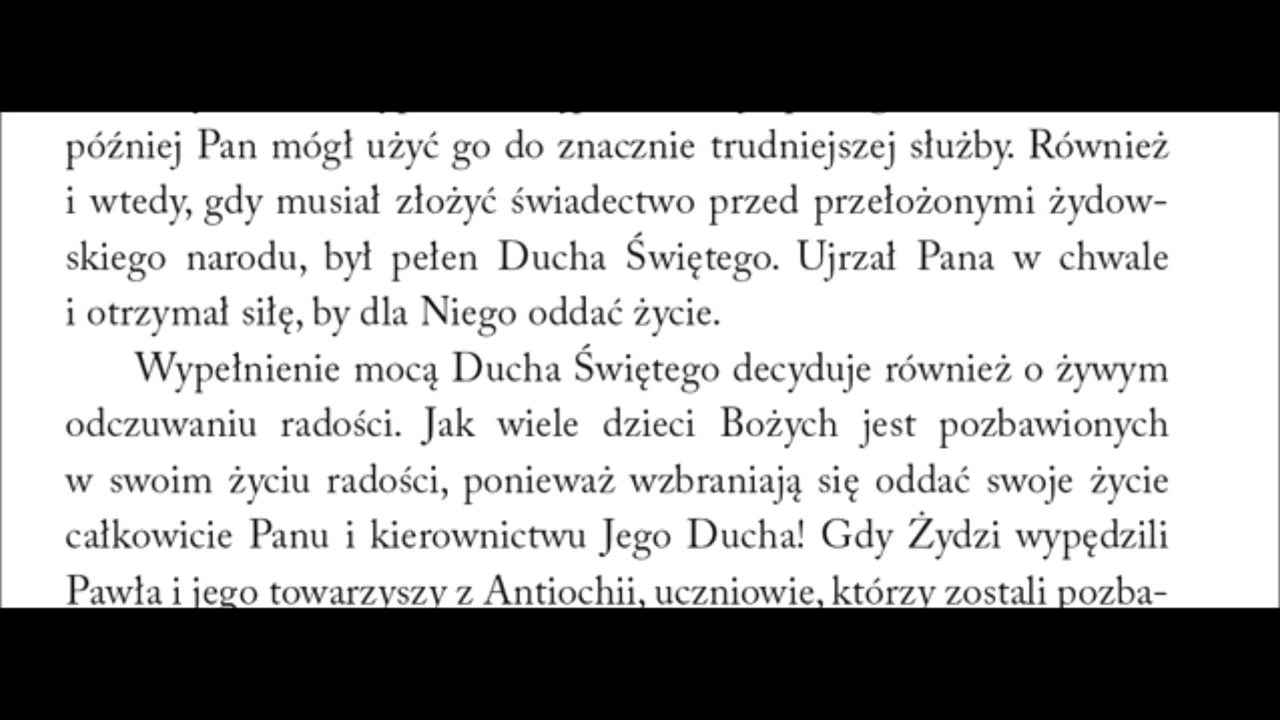 później Pan mógł użyć go do znacznie trudniejszej służby. Również
i wtedy, gdy musiał złożyć świadectwo przed przełożonymi żydow-
skiego narodu, był pełen Ducha Świętego. Ujrzał Pana w chwale
i otrzymał siłę, by dla Niego oddać życie.
Wypełnienie mocą Ducha Świętego decyduje również o żywym
odczuwaniu radości. Jak wiele dzieci Bożych jest pozbawionych
w swoim życiu radości, ponieważ wzbraniają się oddać swoje życie
całkowicie Panu i kierownictwu Jego Ducha! Gdy Żydzi wypędzili
Pawła i jego towarzyszy z Antiochii, uczniowie, którzy zostali pozba-